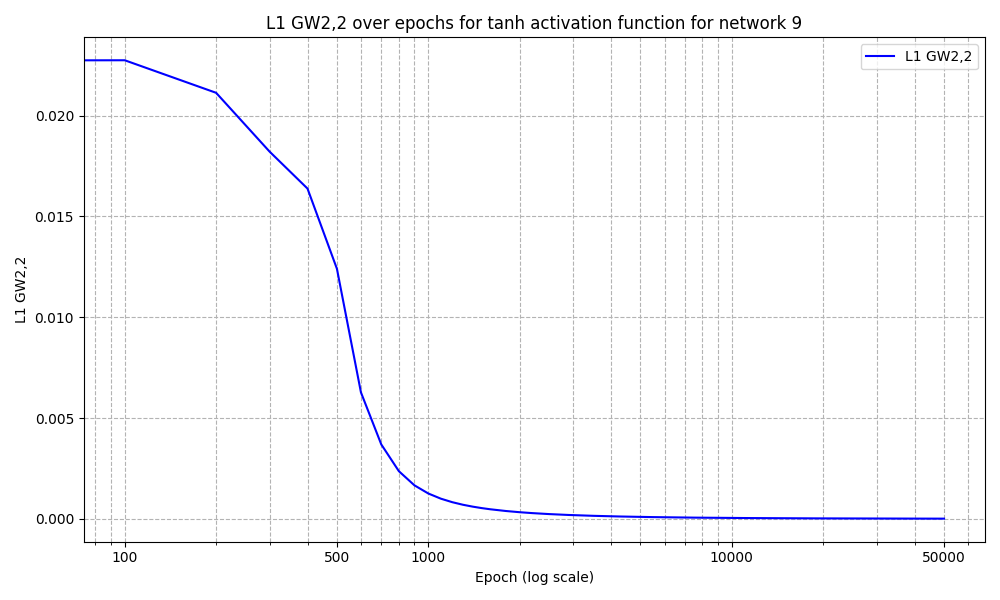 L1 GW2,2 over epochs for tanh activation function for network 9
L1 GW2,2
0.020
0.015
0.010
0.005
0.000
L1 GW2,2
100
500
1000
10000
50000
Epoch (log scale)